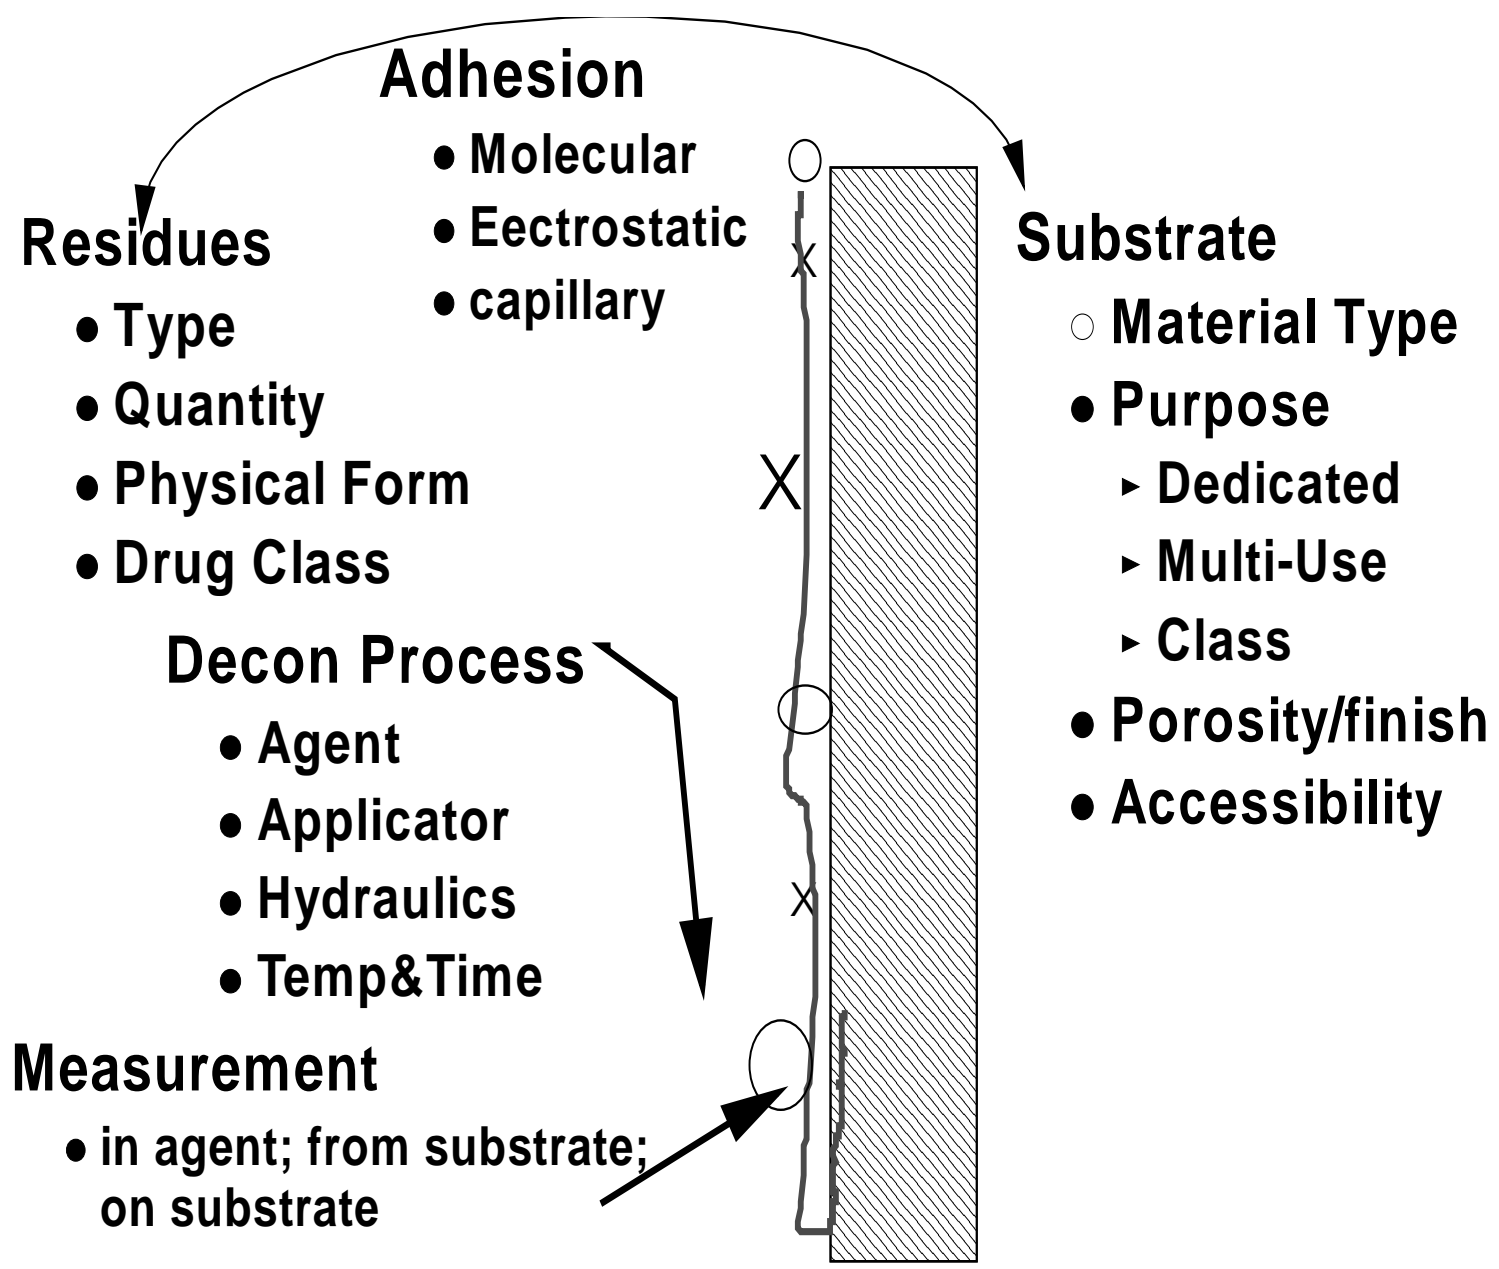 Adhesion
● Molecular
● Eectrostatic
● capillary
Residues
● Type
● Quantity
● Physical Form
● Drug Class
Substrate
○ Material Type
● Purpose
► Dedicated
► Multi-Use
► Class
● Porosity/finish
● Accessibility
Decon Process
● Agent
● Applicator
● Hydraulics
● Temp&Time
Measurement
● in agent; from substrate;
on substrate
X
X
X